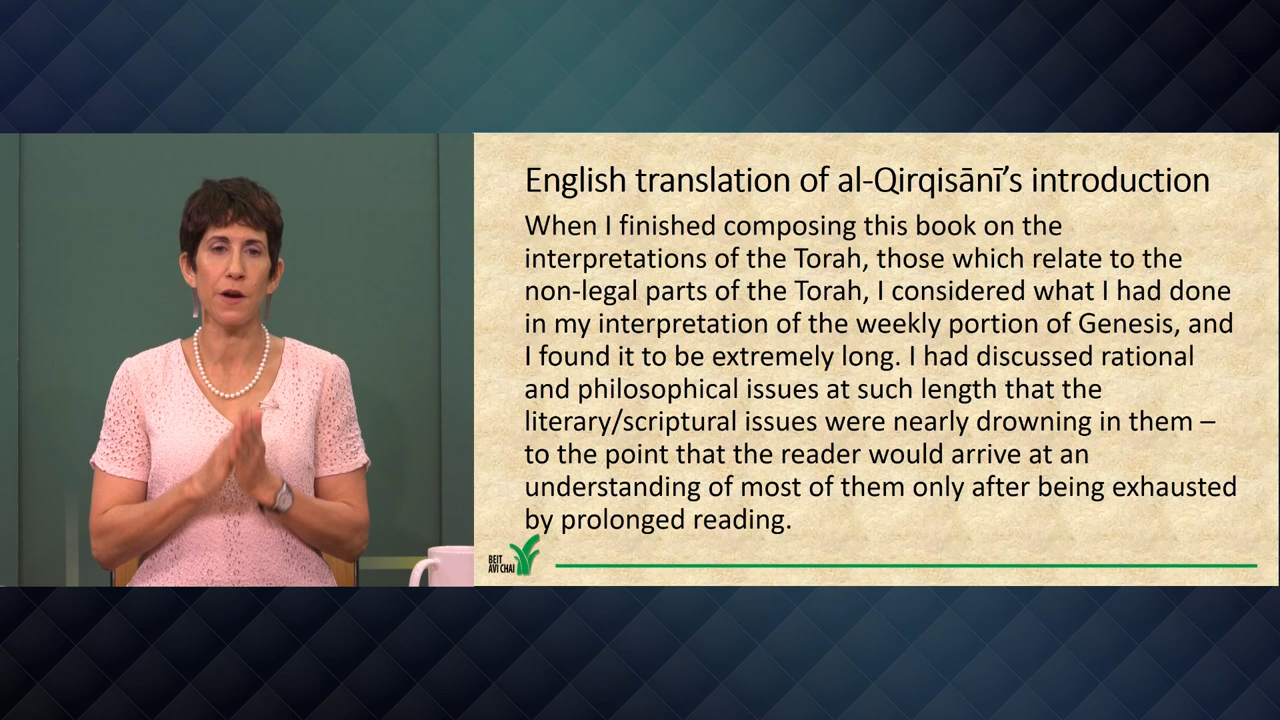 English translation of al-Qirqisānī's introduction
When I finished composing this book on the
interpretations of the Torah, those which relate to the
non-legal parts of the Torah, I considered what I had done
in my interpretation of the weekly portion of Genesis, and
I found it to be extremely long. I had discussed rational
and philosophical issues at such length that the
literary/scriptural issues were nearly drowning in them –
to the point that the reader would arrive at an
understanding of most of them only after being exhausted
by prolonged reading.
BEIT
AVI CHAI